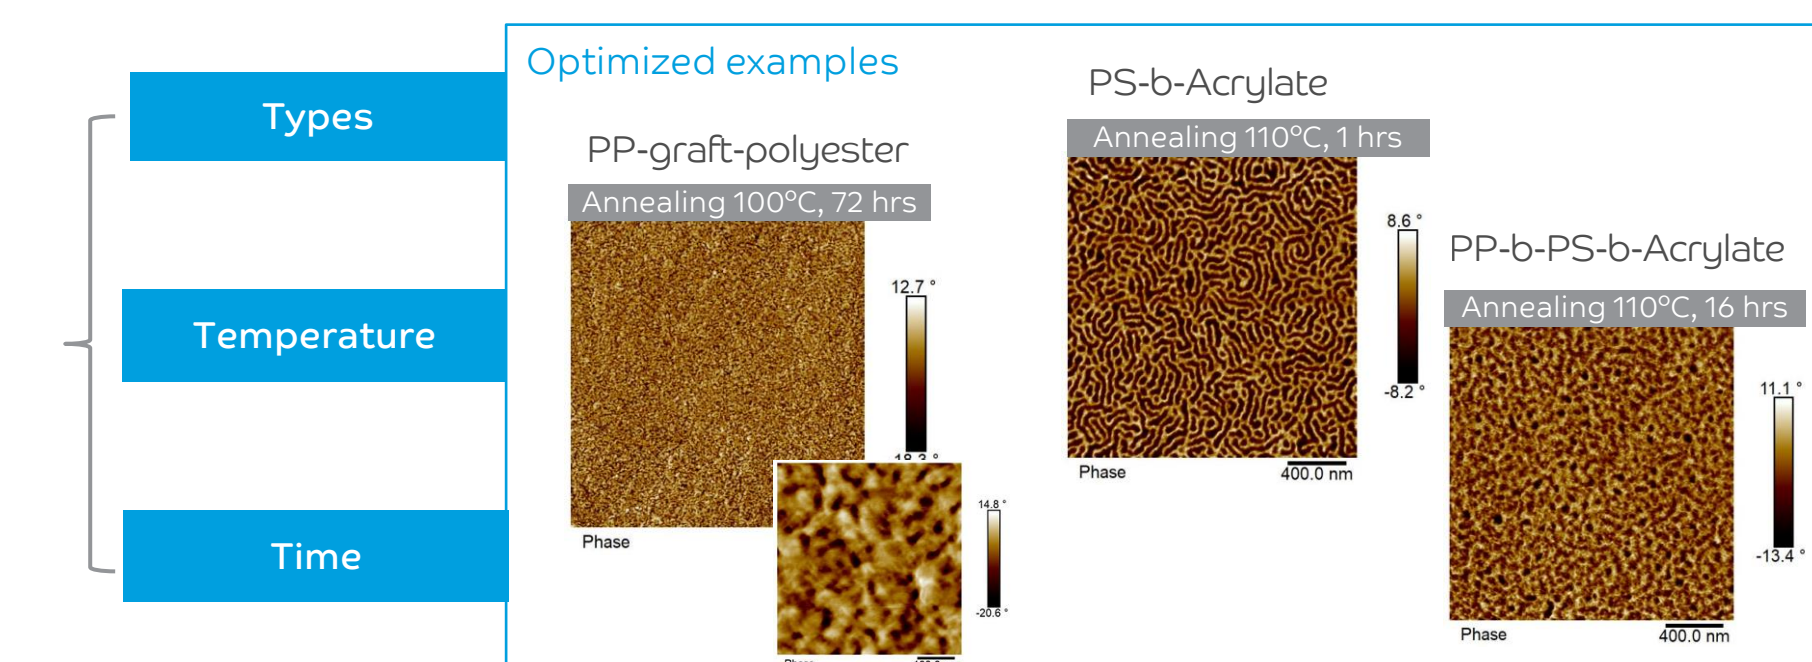 Types
Temperature
Time
Optimized examples
PP-graft-polyester
Annealing 100°C, 72 hrs
12.7 °
Phase
14.8 °
-20.6 °
PS-b-Acrylate
Annealing 110°C, 1 hrs
8.6 °
-8.2 °
Phase
400.0 nm
PP-b-PS-b-Acrylate
Annealing 110°C, 16 hrs
11.1 °
-13.4 °
Phase
400.0 nm